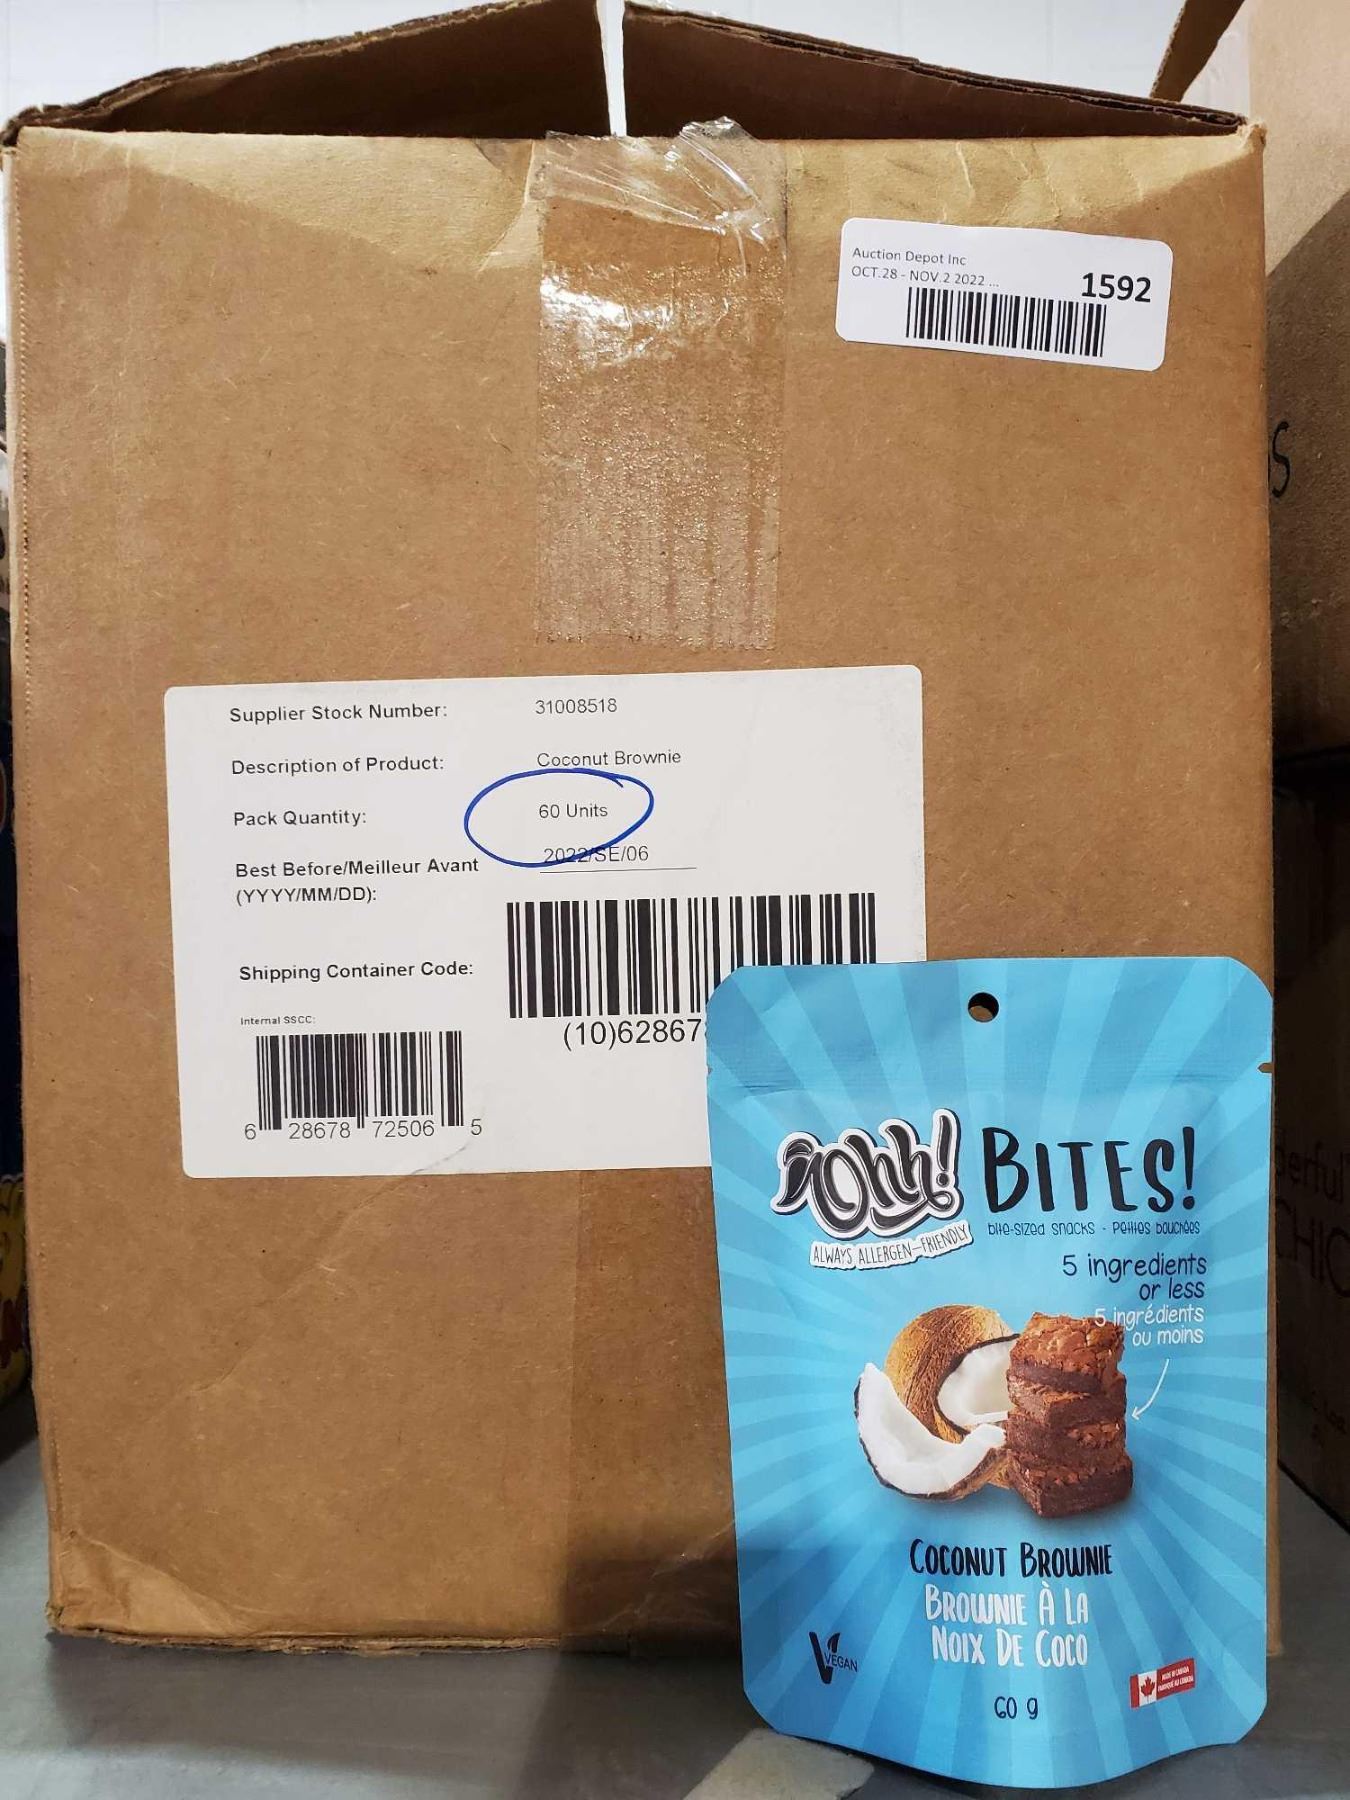 Auction Depot Inc
OCT.28 - NOV.2 2022 ...
1592
Supplier Stock Number: 31008518
Description of Product: Coconut Brownie
Pack Quantity: 60 Units
Best Before/Meilleur Avant 2022/SE/06
(YYYY/MM/DD):
Shipping Container Code:
(10)62867
Internal SSCC:
6 28678 72506 5
Ohh! BITES!
ALWAYS ALLERGEN-FRIENDLY
bite-sized snacks - petites bouchées
5 ingredients
or less
5 ingrédients
ou moins
COCONUT BROWNIE
BROWNIE À LA
NOIX DE COCO
VEGAN
60 g